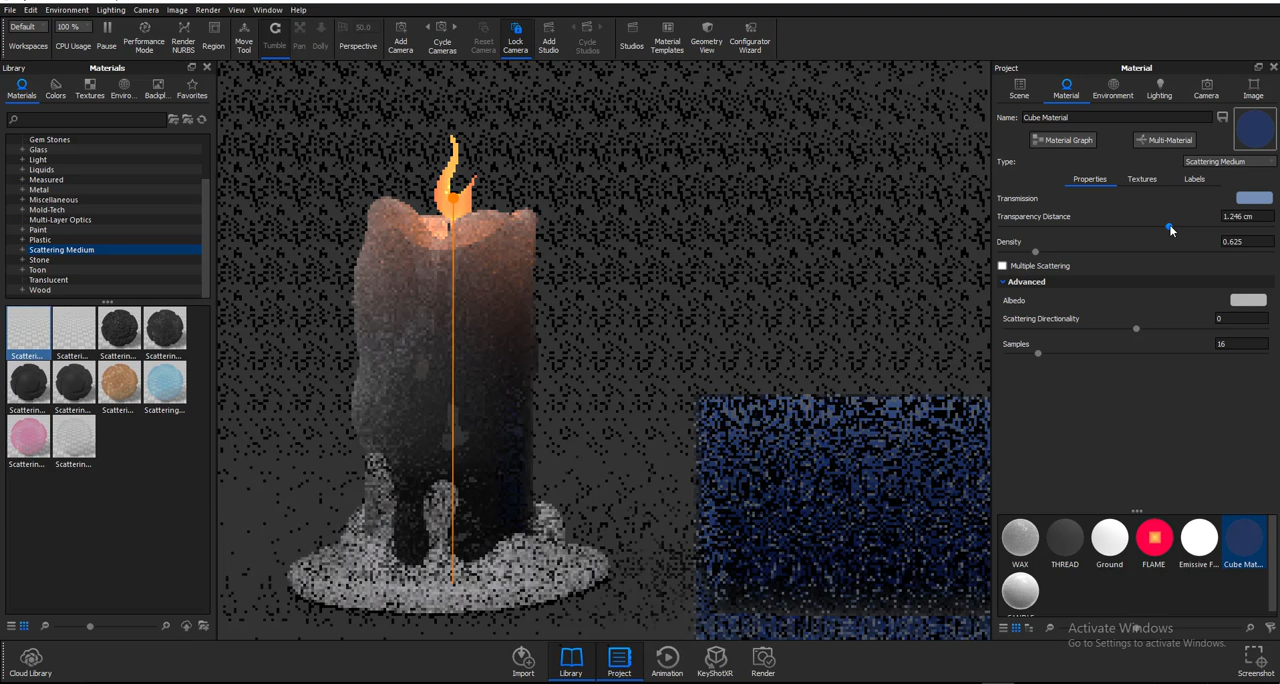 File Edit Environment Lighting Camera Image Render View Window Help
Default 100 % 50.0
Workspaces CPU Usage Pause Performance Mode Render NURBS Region Move Tool Tumble Pan Dolly Perspective Add Camera Cycle Cameras Reset Camera Lock Camera Add Studio Cycle Studios Studios Material Templates Geometry View Configurator Wizard
Library Materials
Materials Colors Textures Enviro... Backpl... Favorites
Gem Stones
Glass
Light
Liquids
Measured
Metal
Miscellaneous
Mold-Tech
Multi-Layer Optics
Paint
Plastic
Scattering Medium
Stone
Toon
Translucent
Wood
Scatteri... Scatteri... Scatterin... Scatterin...
Scatterin... Scatterin... Scatteri... Scattering...
Scatterin... Scatterin...
Project Material
Scene Material Environment Lighting Camera Image
Name: Cube Material
Material Graph Multi-Material
Type: Scattering Medium
Properties Textures Labels
Transmission
Transparency Distance 1.246 cm
Density 0.625
Multiple Scattering
Advanced
Albedo
Scattering Directionality 0
Samples 16
WAX THREAD Ground FLAME Emissive F... Cube Mat...
Activate Windows
Go to Settings to activate Windows.
Cloud Library Import Library Project Animation KeyShotXR Render Screenshot